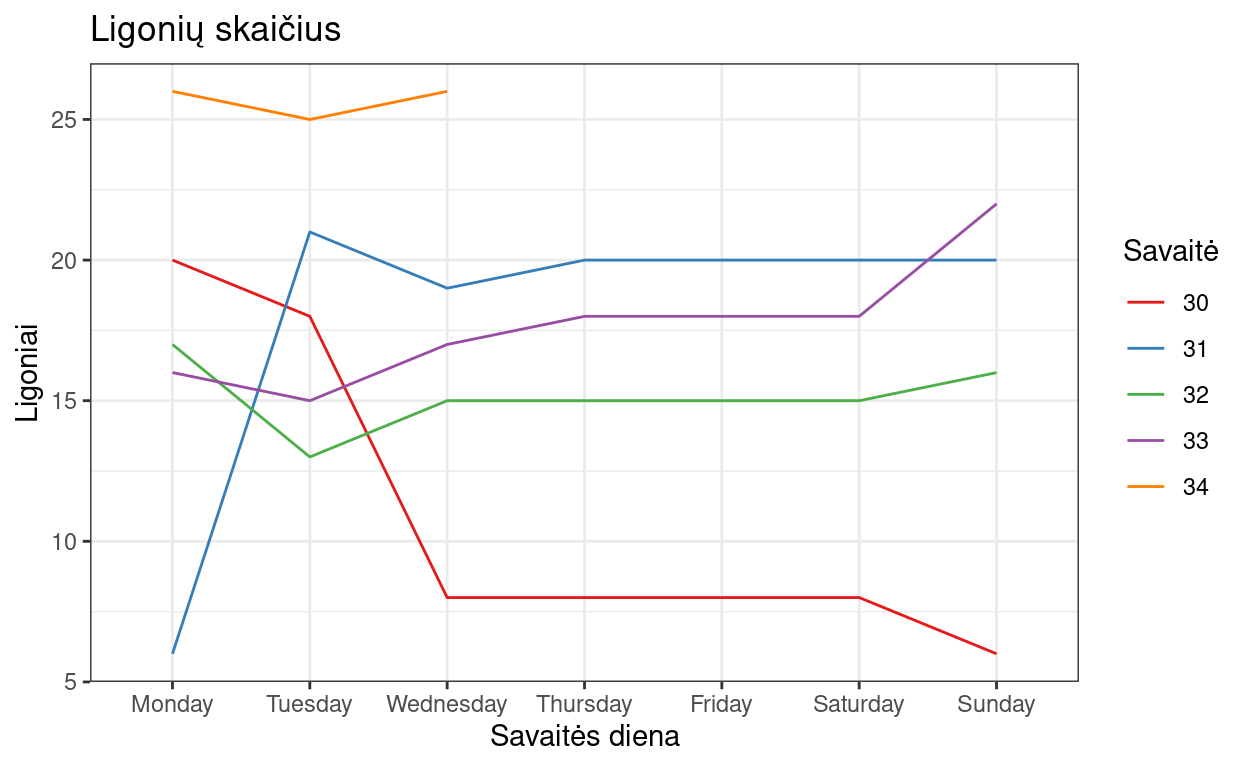 Ligonių skaičius
Ligoniai
25
20
15
10
5
Monday Tuesday Wednesday Thursday Friday Saturday Sunday
Savaitės diena
Savaitė
30
31
32
33
34